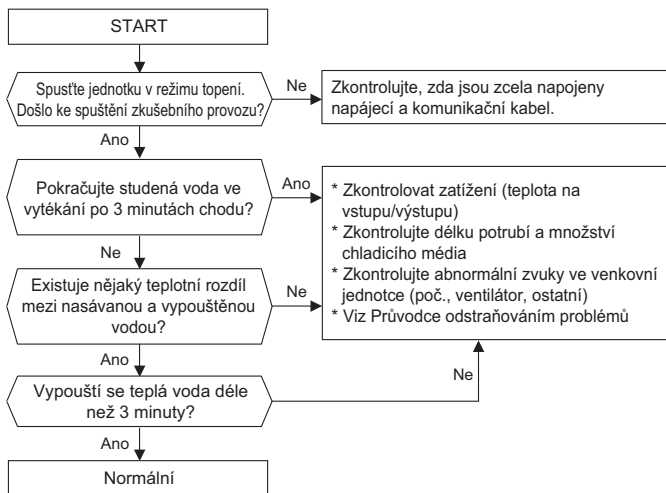 START
Spusťte jednotku v režimu topení.
Došlo ke spuštění zkušebního provozu?
Ne
Zkontrolujte, zda jsou zcela napojeny
napájecí a komunikační kabel.
Ano
Pokračujte studená voda ve
vytékání po 3 minutách chodu?
Ano
* Zkontrolovat zatížení (teplota na
vstupu/výstupu)
* Zkontrolujte délku potrubí a množství
chladicího média
* Zkontrolujte abnormální zvuky ve venkovní
jednotce (poč., ventilátor, ostatní)
* Viz Průvodce odstraňováním problémů
Ne
Existuje nějaký teplotní rozdíl
mezi nasávanou a vypouštěnou
vodou?
Ne
Ano
Vypouští se teplá voda déle
než 3 minuty?
Ne
Ano
Normální